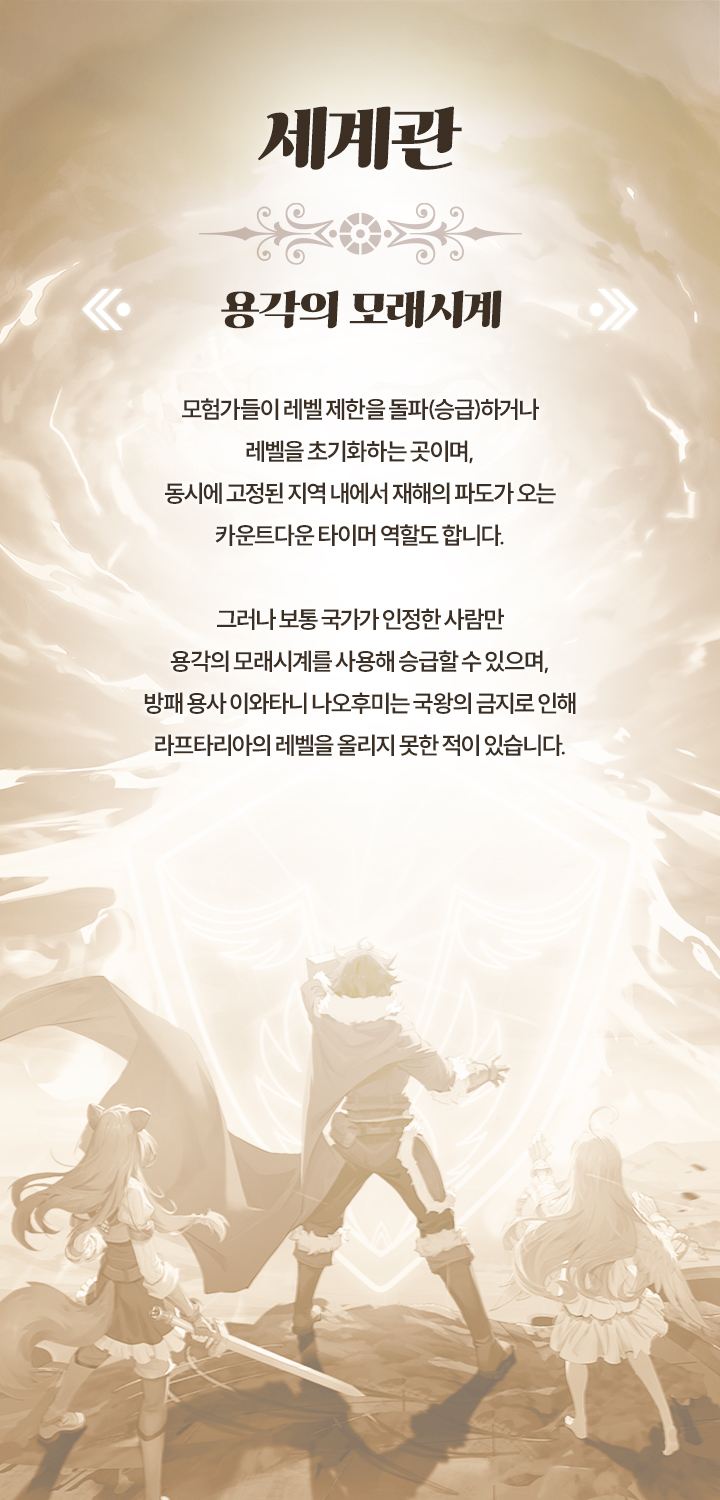 세계관
용각의 모래시계
모험가들이 레벨 제한을 돌파(승급)하거나
레벨을 초기화하는 곳이며,
동시에 고정된 지역 내에서 재해의 파도가 오는
카운트다운 타이머 역할도 합니다.
그러나 보통 국가가 인정한 사람만
용각의 모래시계를 사용해 승급할 수 있으며,
방패 용사 이와타니 나오후미는 국왕의 금지로 인해
라프타리아의 레벨을 올리지 못한 적이 있습니다.